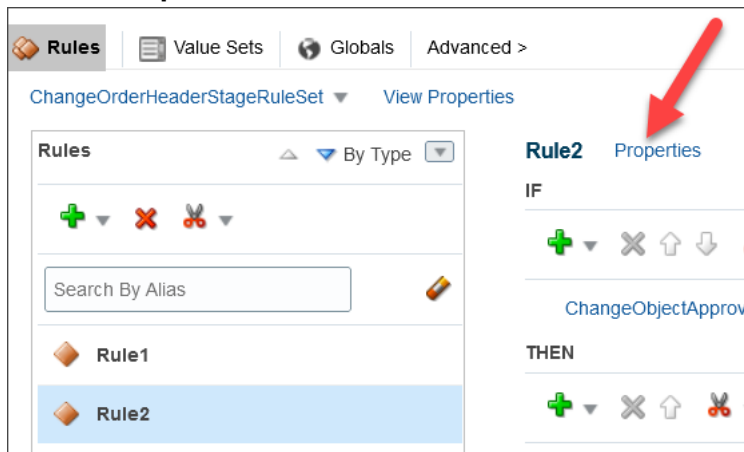 Rules Value Sets Globals Advanced >
ChangeOrderHeaderStageRuleSet View Properties
Rules By Type
Rule2 Properties
IF
Search By Alias
ChangeObjectApprov
Rule1
THEN
Rule2